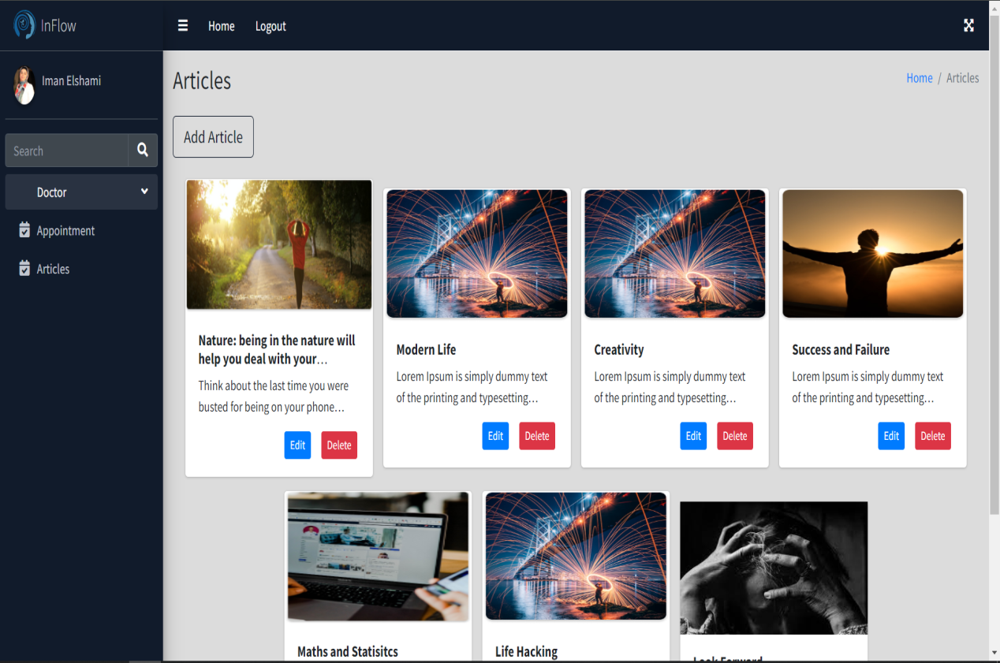 InFlow
Home
Logout
Iman Elshami
Search
Doctor
Appointment
Articles
Articles
Home / Articles
Add Article
Nature: being in the nature will
help you deal with your...
Think about the last time you were
busted for being on your phone...
Edit
Delete
Modern Life
Lorem Ipsum is simply dummy text
of the printing and typesetting...
Edit
Delete
Creativity
Lorem Ipsum is simply dummy text
of the printing and typesetting...
Edit
Delete
Success and Failure
Lorem Ipsum is simply dummy text
of the printing and typesetting...
Edit
Delete
Maths and Statisitcs
Life Hacking
Look Forward